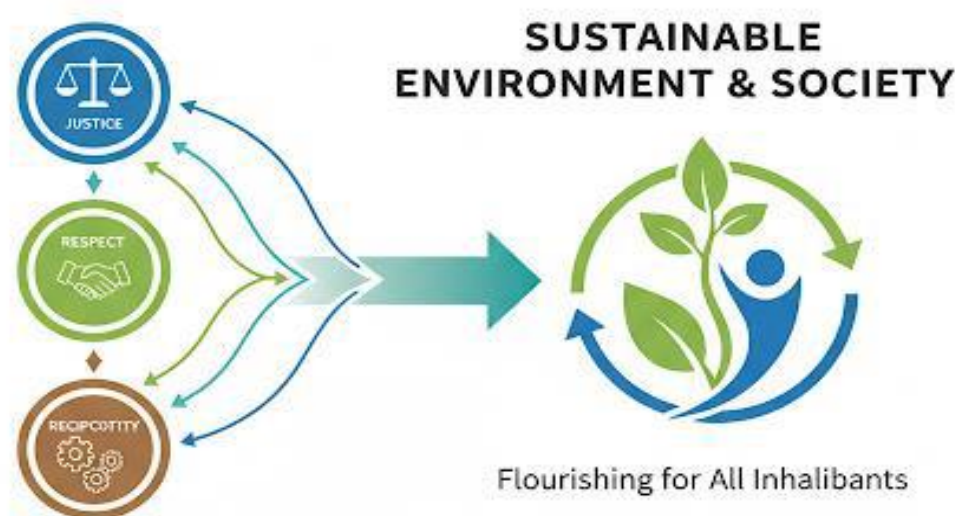 SUSTAINABLE
ENVIRONMENT & SOCIETY
JUSTICE
RESPECT
RECIPCOTITY
Flourishing for All Inhalibants